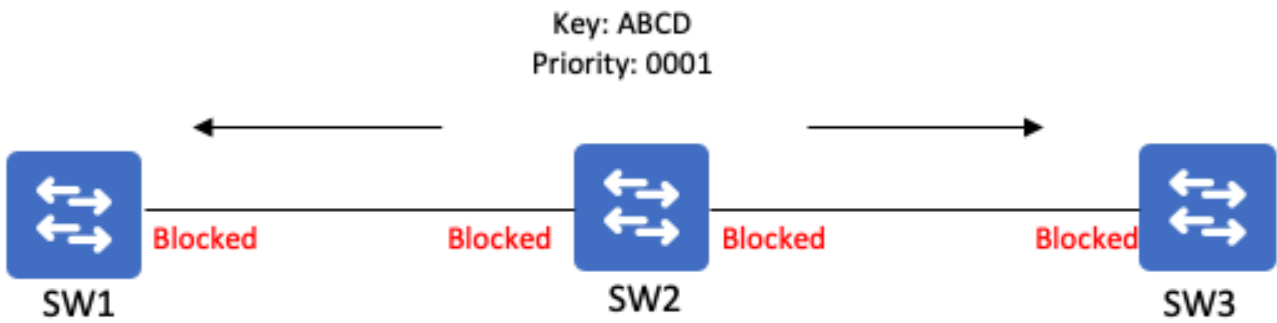 Key: ABCD
Priority: 0001
Blocked
Blocked
Blocked
Blocked
SW1
SW2
SW3